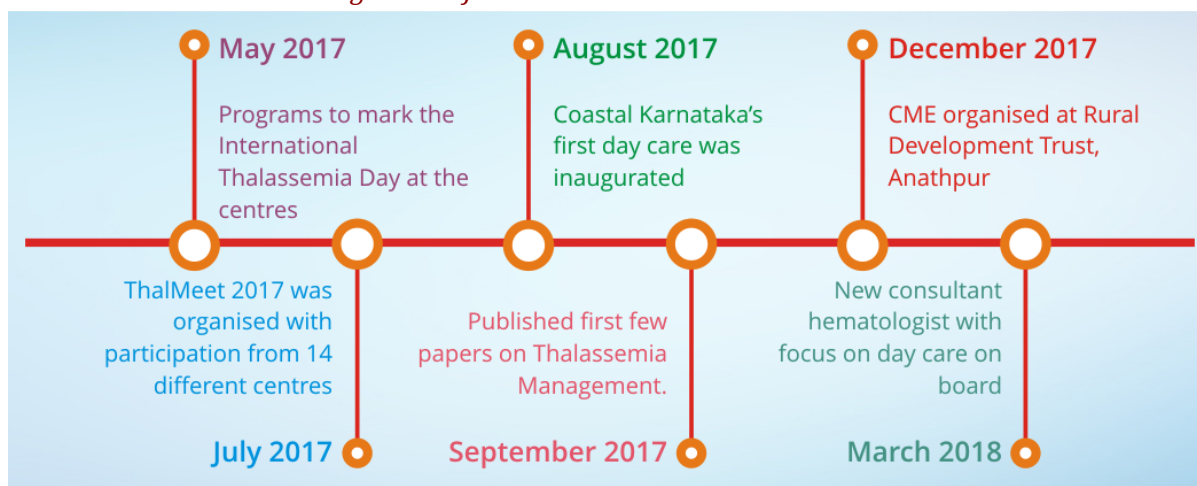 May 2017
Programs to mark the
International
Thalassemia Day at the
centres
August 2017
Coastal Karnataka's
first day care was
inaugurated
December 2017
CME organised at Rural
Development Trust,
Anathpur
ThalMeet 2017 was
organised with
participation from 14
different centres
July 2017
Published first few
papers on Thalassemia
Management.
September 2017
New consultant
hematologist with
focus on day care on
board
March 2018